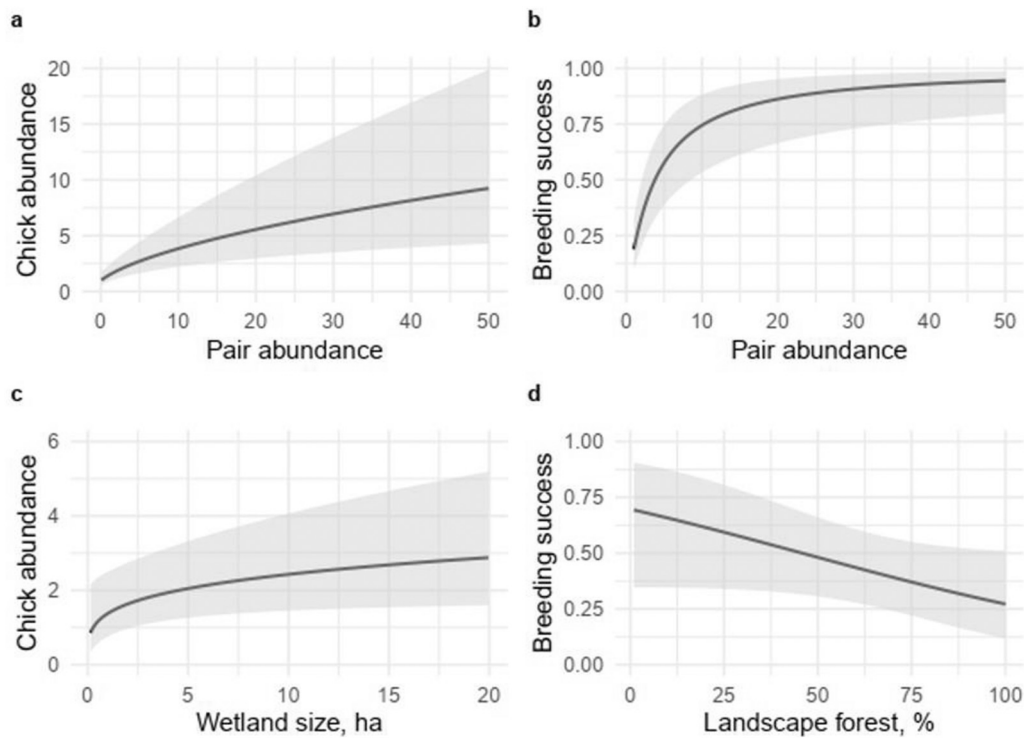 a
Chick abundance
20
15
10
5
0
0 10 20 30 40 50
Pair abundance
b
Breeding success
1.00
0.75
0.50
0.25
0.00
0 10 20 30 40 50
Pair abundance
c
Chick abundance
6
4
2
0
0 5 10 15 20
Wetland size, ha
d
Breeding success
1.00
0.75
0.50
0.25
0.00
0 25 50 75 100
Landscape forest, %